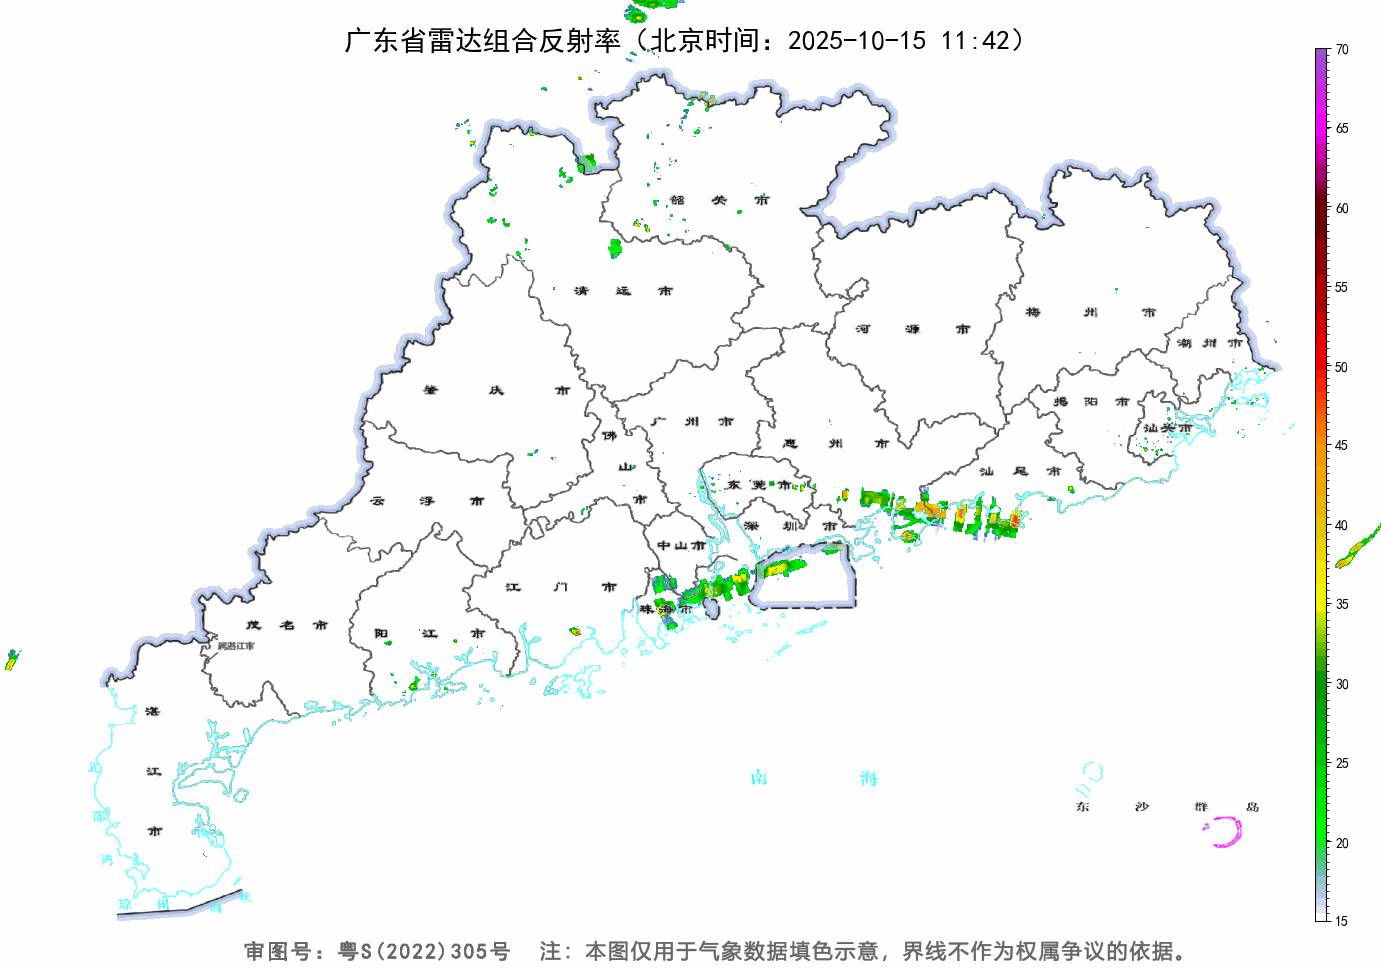 广东省雷达组合反射率（北京时间：2025-10-15 11:42）
70
65
60
55
50
45
40
35
30
25
20
15
韶关市
清远市
河源市
梅州市
潮州市
肇庆市
广州市
惠州市
揭阳市
汕头市
汕尾市
佛山市
云浮市
东莞市
深圳市
中山市
江门市
珠海市
茂名市
属湛江市
阳江市
湛江市
北部湾
琼州海峡
南海
东沙群岛
审图号：粤S(2022)305号 注：本图仅用于气象数据填色示意，界线不作为权属争议的依据。